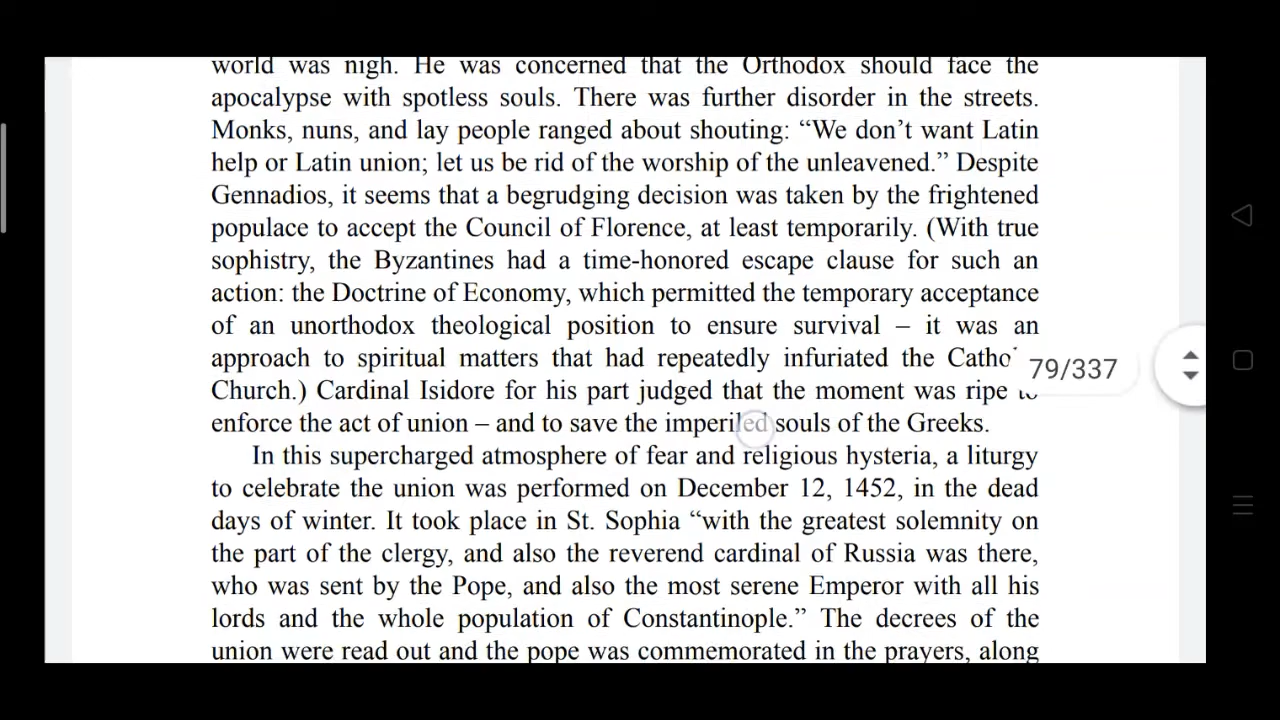 world was nigh. He was concerned that the Orthodox should face the
apocalypse with spotless souls. There was further disorder in the streets.
Monks, nuns, and lay people ranged about shouting: “We don’t want Latin
help or Latin union; let us be rid of the worship of the unleavened.” Despite
Gennadios, it seems that a begrudging decision was taken by the frightened
populace to accept the Council of Florence, at least temporarily. (With true
sophistry, the Byzantines had a time-honored escape clause for such an
action: the Doctrine of Economy, which permitted the temporary acceptance
of an unorthodox theological position to ensure survival – it was an
approach to spiritual matters that had repeatedly infuriated the Catho
79/337
Church.) Cardinal Isidore for his part judged that the moment was ripe to
enforce the act of union – and to save the imperiled souls of the Greeks.
In this supercharged atmosphere of fear and religious hysteria, a liturgy
to celebrate the union was performed on December 12, 1452, in the dead
days of winter. It took place in St. Sophia “with the greatest solemnity on
the part of the clergy, and also the reverend cardinal of Russia was there,
who was sent by the Pope, and also the most serene Emperor with all his
lords and the whole population of Constantinople.” The decrees of the
union were read out and the pope was commemorated in the prayers, along